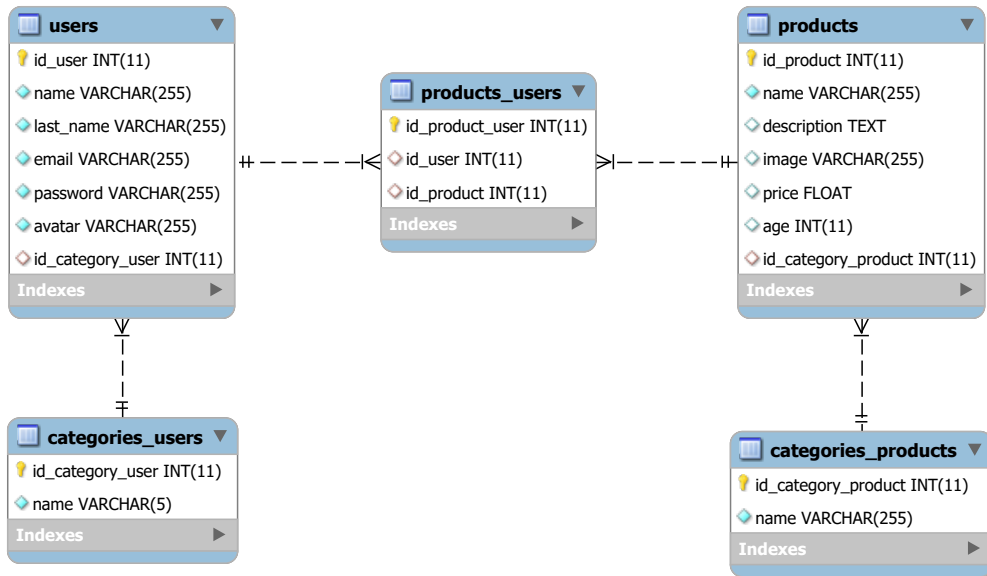 users
id_user INT(11)
name VARCHAR(255)
last_name VARCHAR(255)
email VARCHAR(255)
password VARCHAR(255)
avatar VARCHAR(255)
id_category_user INT(11)
Indexes
products_users
id_product_user INT(11)
id_user INT(11)
id_product INT(11)
Indexes
products
id_product INT(11)
name VARCHAR(255)
description TEXT
image VARCHAR(255)
price FLOAT
age INT(11)
id_category_product INT(11)
Indexes
categories_users
id_category_user INT(11)
name VARCHAR(5)
Indexes
categories_products
id_category_product INT(11)
name VARCHAR(255)
Indexes